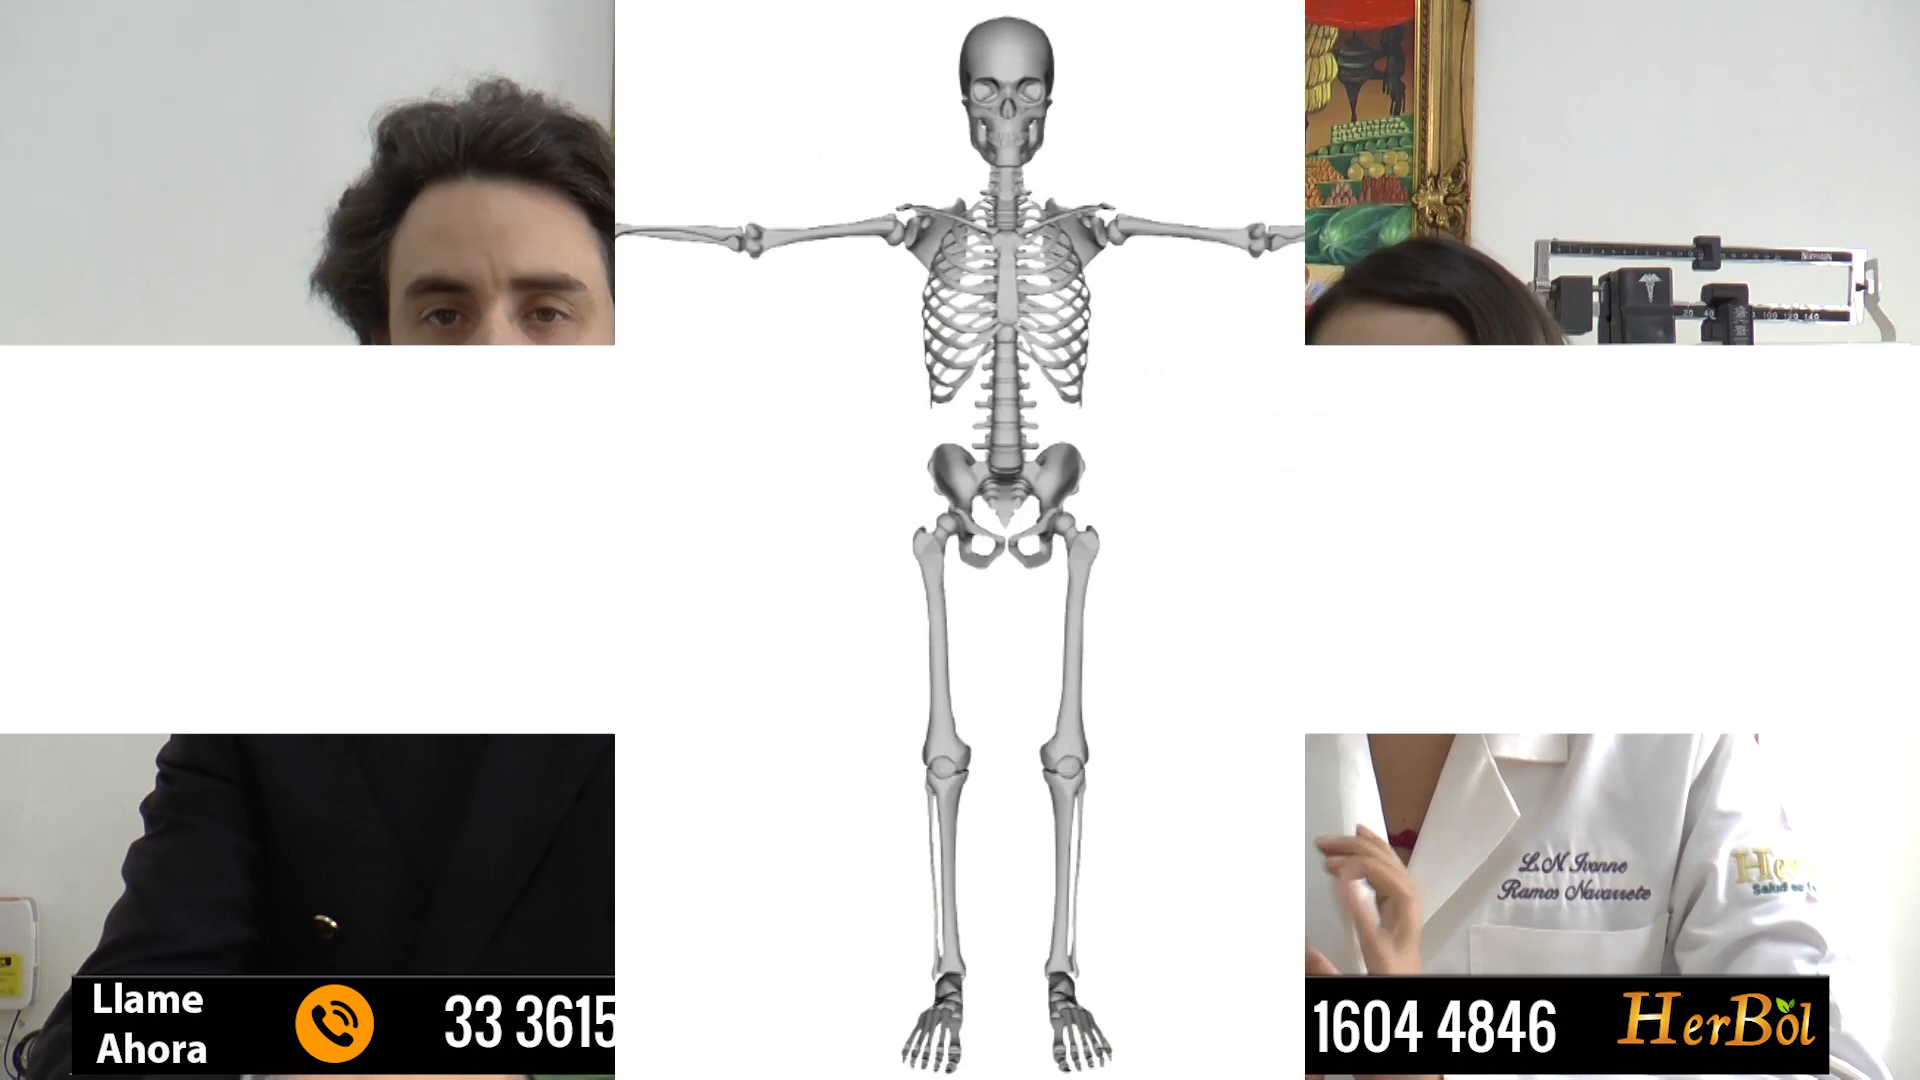 L.N Ivonne
Ramos Navarrete
Llame
Ahora
33 3615
1604 4846
HerBol